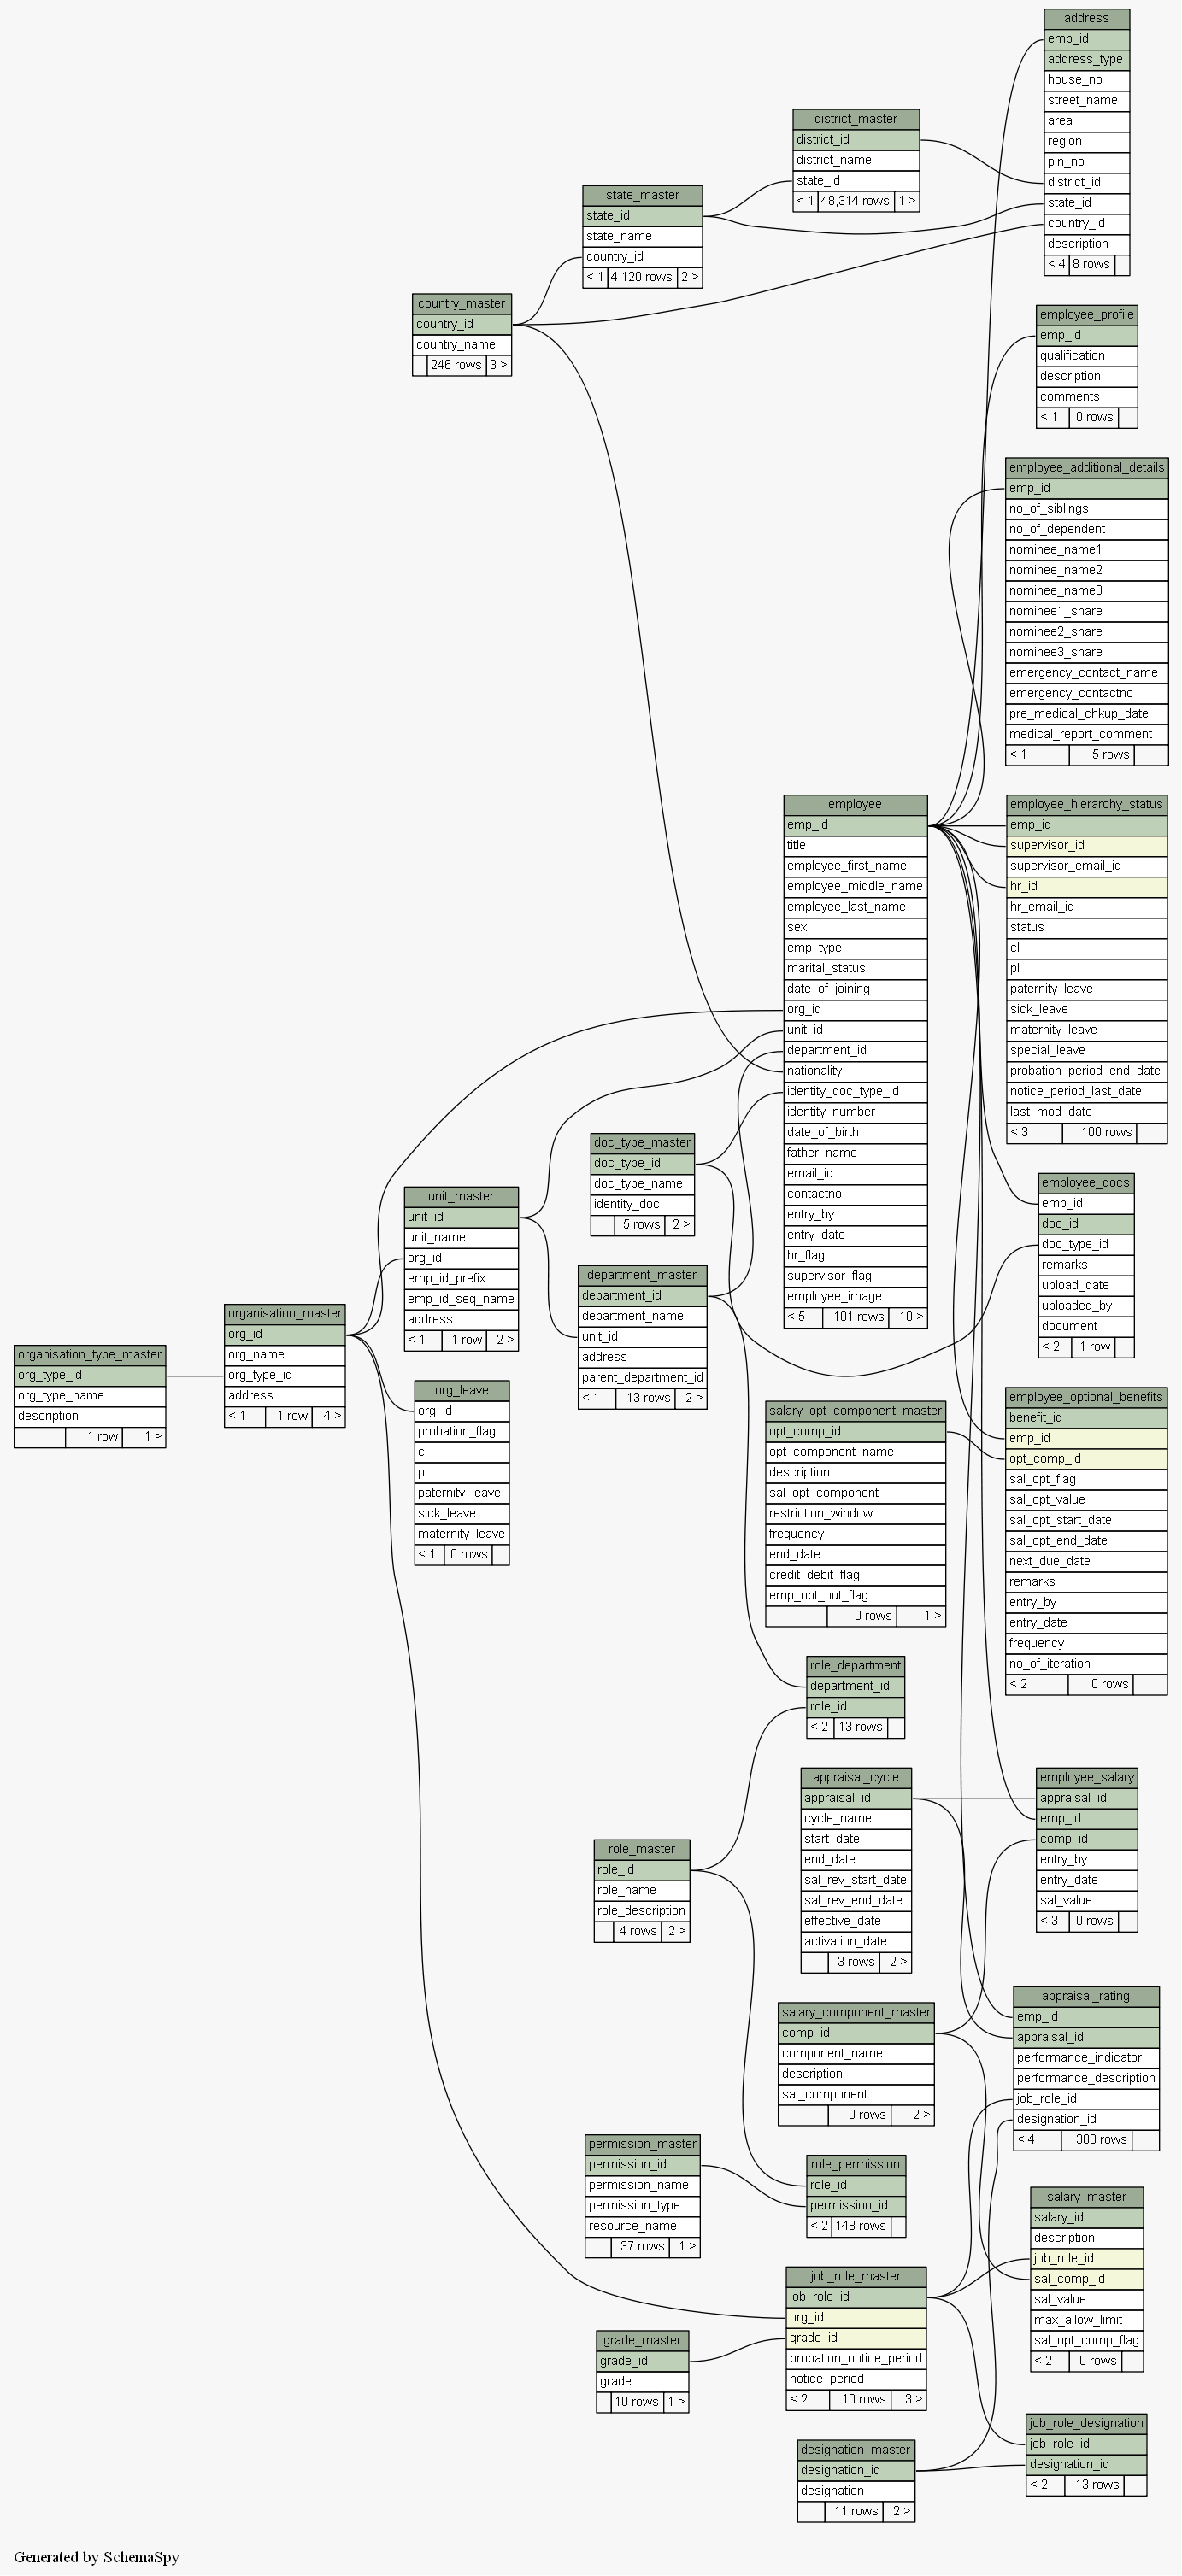 address
emp_id
address_type
house_no
street_name
area
region
pin_no
district_id
state_id
country_id
description
< 4 8 rows
district_master
district_id
district_name
state_id
< 1 48,314 rows 1 >
state_master
state_id
state_name
country_id
< 1 4,120 rows 2 >
country_master
country_id
country_name
246 rows 3 >
employee_profile
emp_id
qualification
description
comments
< 1 0 rows
employee_additional_details
emp_id
no_of_siblings
no_of_dependent
nominee_name1
nominee_name2
nominee_name3
nominee1_share
nominee2_share
nominee3_share
emergency_contact_name
emergency_contactno
pre_medical_chkup_date
medical_report_comment
< 1 5 rows
employee
emp_id
title
employee_first_name
employee_middle_name
employee_last_name
sex
emp_type
marital_status
date_of_joining
org_id
unit_id
department_id
nationality
identity_doc_type_id
identity_number
date_of_birth
father_name
email_id
contactno
entry_by
entry_date
hr_flag
supervisor_flag
employee_image
< 5 101 rows 10 >
employee_hierarchy_status
emp_id
supervisor_id
supervisor_email_id
hr_id
hr_email_id
status
cl
pl
paternity_leave
sick_leave
maternity_leave
special_leave
probation_period_end_date
notice_period_last_date
last_mod_date
< 3 100 rows
doc_type_master
doc_type_id
doc_type_name
identity_doc
5 rows 2 >
employee_docs
emp_id
doc_id
doc_type_id
remarks
upload_date
uploaded_by
document
< 2 1 row
unit_master
unit_id
unit_name
org_id
emp_id_prefix
emp_id_seq_name
address
< 1 1 row 2 >
department_master
department_id
department_name
unit_id
address
parent_department_id
< 1 13 rows 2 >
organisation_master
org_id
org_name
org_type_id
address
< 1 1 row 4 >
organisation_type_master
org_type_id
org_type_name
description
1 row 1 >
org_leave
org_id
probation_flag
cl
pl
paternity_leave
sick_leave
maternity_leave
< 1 0 rows
salary_opt_component_master
opt_comp_id
opt_component_name
description
sal_opt_component
restriction_window
frequency
end_date
credit_debit_flag
emp_opt_out_flag
0 rows 1 >
employee_optional_benefits
benefit_id
emp_id
opt_comp_id
sal_opt_flag
sal_opt_value
sal_opt_start_date
sal_opt_end_date
next_due_date
remarks
entry_by
entry_date
frequency
no_of_iteration
< 2 0 rows
role_department
department_id
role_id
< 2 13 rows
appraisal_cycle
appraisal_id
cycle_name
start_date
end_date
sal_rev_start_date
sal_rev_end_date
effective_date
activation_date
3 rows 2 >
employee_salary
appraisal_id
emp_id
comp_id
entry_by
entry_date
sal_value
< 3 0 rows
role_master
role_id
role_name
role_description
4 rows 2 >
appraisal_rating
emp_id
appraisal_id
performance_indicator
performance_description
job_role_id
designation_id
< 4 300 rows
salary_component_master
comp_id
component_name
description
sal_component
0 rows 2 >
permission_master
permission_id
permission_name
permission_type
resource_name
37 rows 1 >
role_permission
role_id
permission_id
< 2 148 rows
salary_master
salary_id
description
job_role_id
sal_comp_id
sal_value
max_allow_limit
sal_opt_comp_flag
< 2 0 rows
job_role_master
job_role_id
org_id
grade_id
probation_notice_period
notice_period
< 2 10 rows 3 >
grade_master
grade_id
grade
10 rows 1 >
job_role_designation
job_role_id
designation_id
< 2 13 rows
designation_master
designation_id
designation
11 rows 2 >
Generated by SchemaSpy